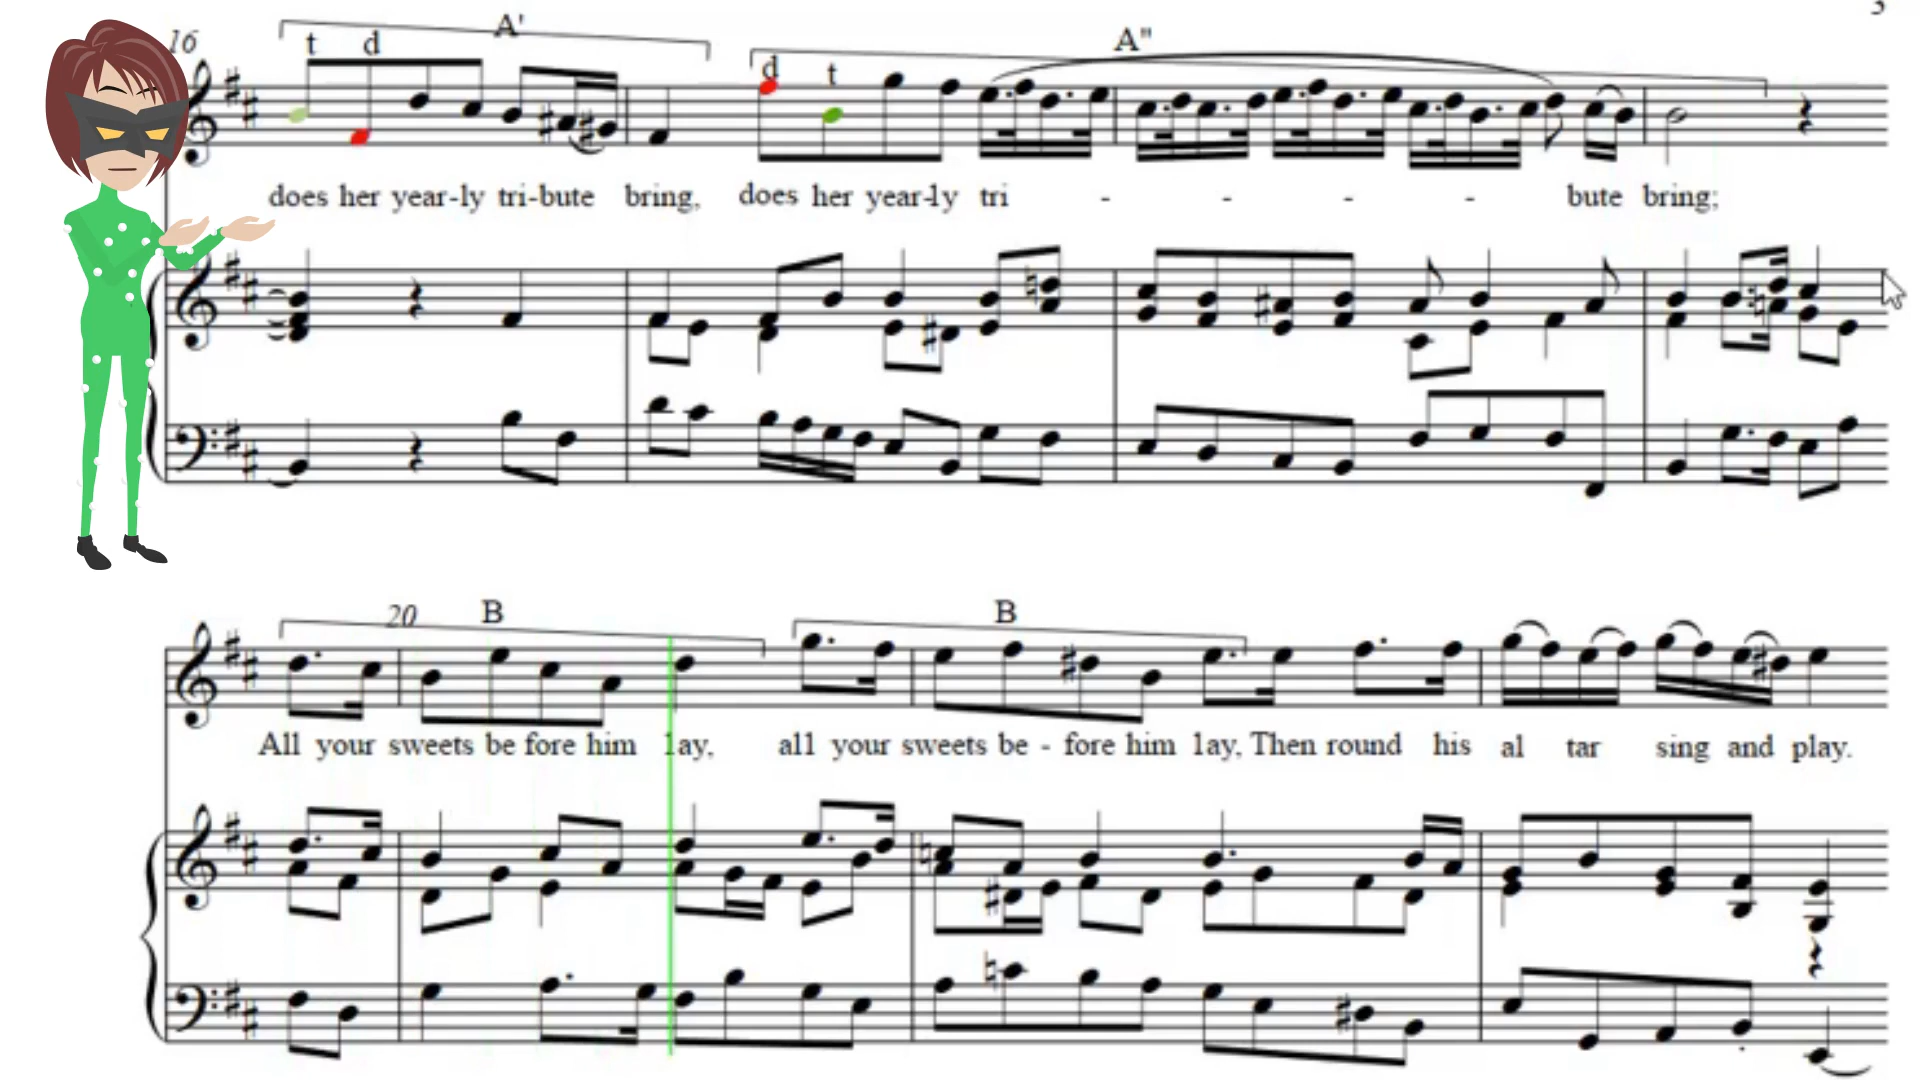 3
16 t d A' d t A"
does her year-ly tri-bute bring, does her year-ly tri - - - - bute bring;
20 B B
All your sweets be fore him lay, all your sweets be - fore him lay, Then round his al tar sing and play.